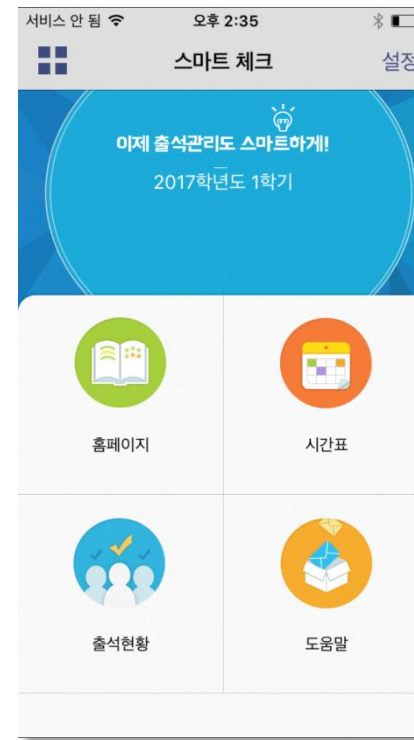 서비스 안 됨 오후 2:35
스마트 체크 설정
이제 출석관리도 스마트하게!
2017학년도 1학기
홈페이지 시간표
출석현황 도움말